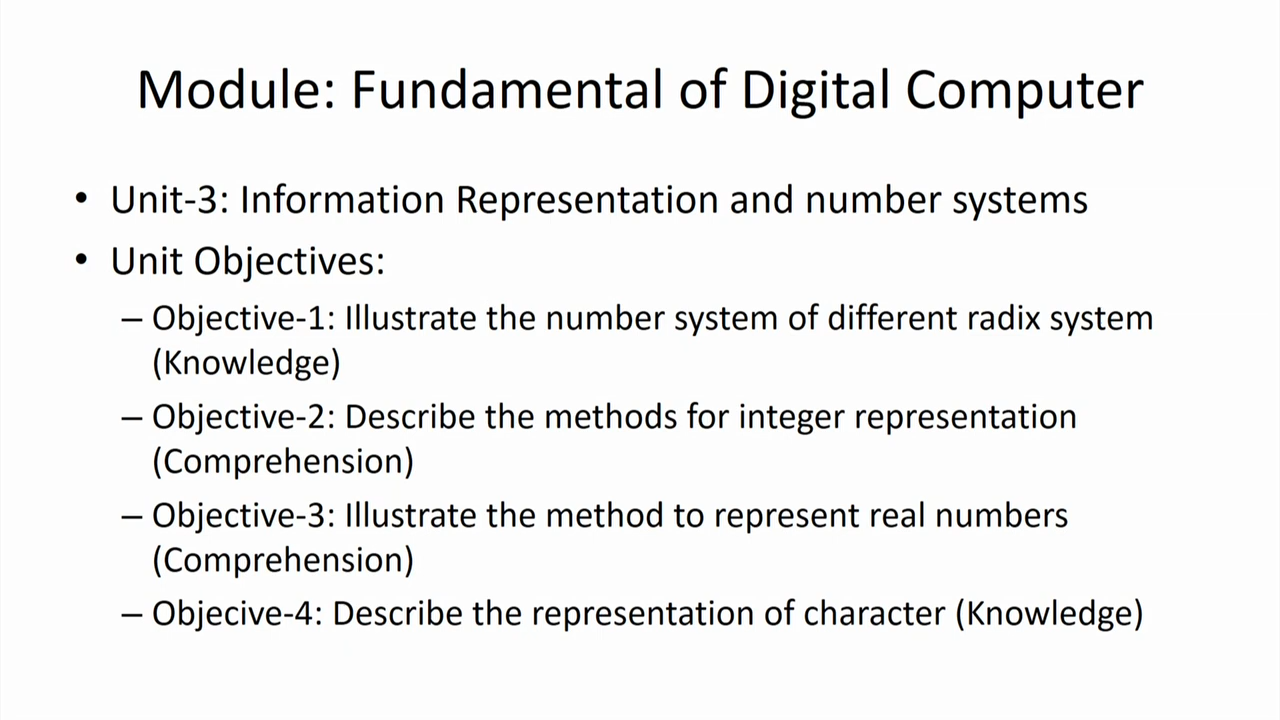 Module: Fundamental of Digital Computer
• Unit-3: Information Representation and number systems
• Unit Objectives:
– Objective-1: Illustrate the number system of different radix system
(Knowledge)
– Objective-2: Describe the methods for integer representation
(Comprehension)
– Objective-3: Illustrate the method to represent real numbers
(Comprehension)
– Objecive-4: Describe the representation of character (Knowledge)